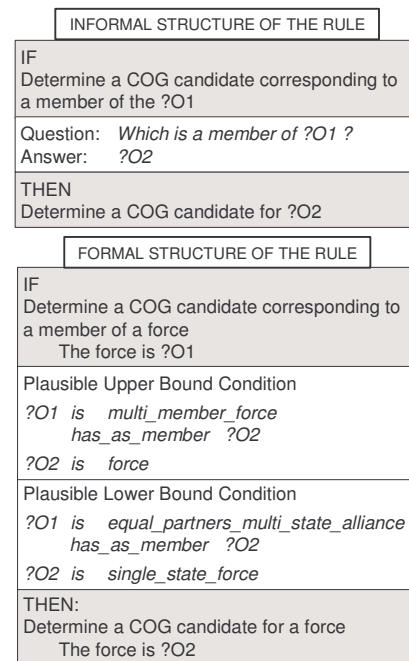 INFORMAL STRUCTURE OF THE RULE
IF
Determine a COG candidate corresponding to
a member of the ?O1
Question: Which is a member of ?O1 ?
Answer: ?O2
THEN
Determine a COG candidate for ?O2
FORMAL STRUCTURE OF THE RULE
IF
Determine a COG candidate corresponding to
a member of a force
The force is ?O1
Plausible Upper Bound Condition
?O1 is multi_member_force
has_as_member ?O2
?O2 is force
Plausible Lower Bound Condition
?O1 is equal_partners_multi_state_alliance
has_as_member ?O2
?O2 is single_state_force
THEN:
Determine a COG candidate for a force
The force is ?O2